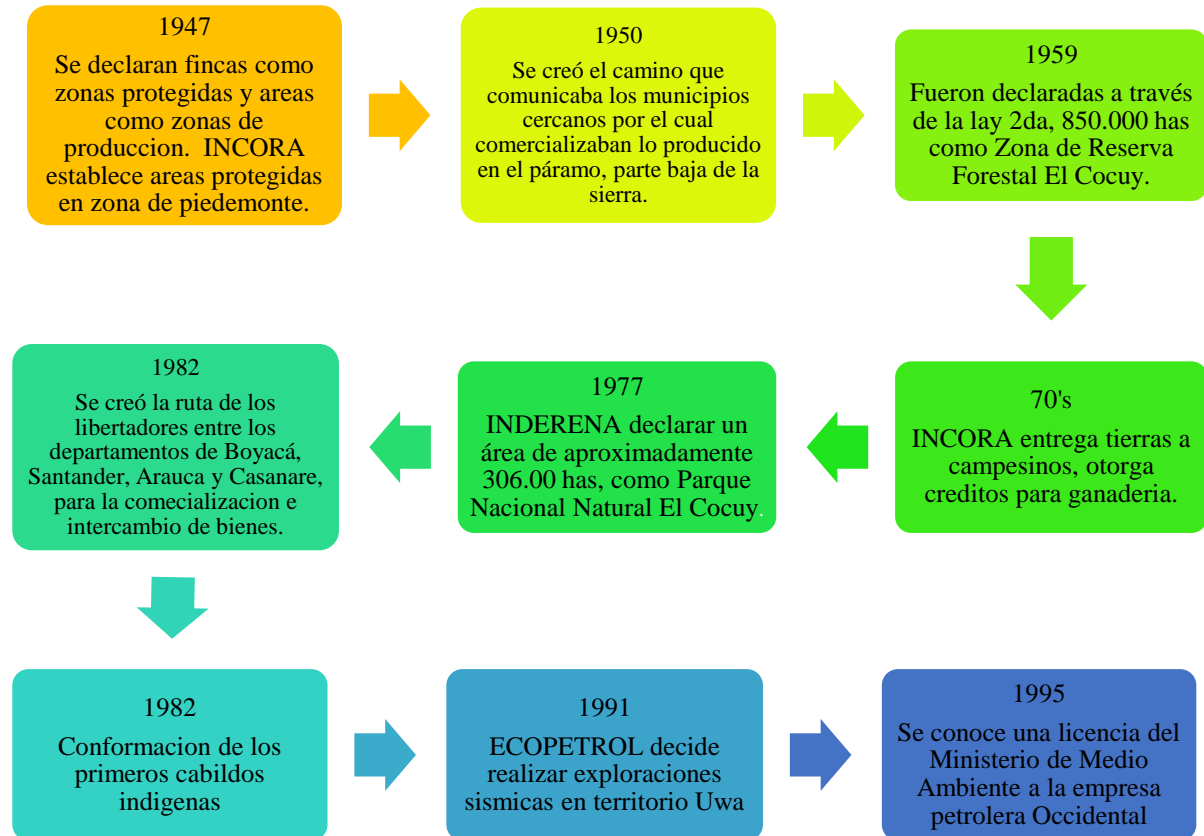 1947
Se declaran fincas como
zonas protegidas y areas
como zonas de
produccion. INCORA
establece areas protegidas
en zona de piedemonte.
1950
Se creó el camino que
comunicaba los municipios
cercanos por el cual
comercializaban lo producido
en el páramo, parte baja de la
sierra.
1959
Fueron declaradas a través
de la lay 2da, 850.000 has
como Zona de Reserva
Forestal El Cocuy.
70's
INCORA entrega tierras a
campesinos, otorga
creditos para ganaderia.
1977
INDERENA declarar un
área de aproximadamente
306.00 has, como Parque
Nacional Natural El Cocuy.
1982
Se creó la ruta de los
libertadores entre los
departamentos de Boyacá,
Santander, Arauca y Casanare,
para la comecializacion e
intercambio de bienes.
1982
Conformacion de los
primeros cabildos
indigenas
1991
ECOPETROL decide
realizar exploraciones
sismicas en territorio Uwa
1995
Se conoce una licencia del
Ministerio de Medio
Ambiente a la empresa
petrolera Occidental